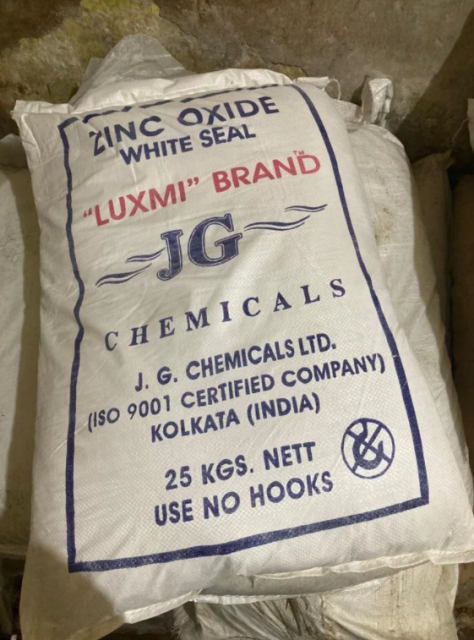 ZINC OXIDE
WHITE SEAL
"LUXMI" BRAND™
JG
CHEMICALS
J. G. CHEMICALS LTD.
(ISO 9001 CERTIFIED COMPANY)
KOLKATA (INDIA)
25 KGS. NETT
USE NO HOOKS